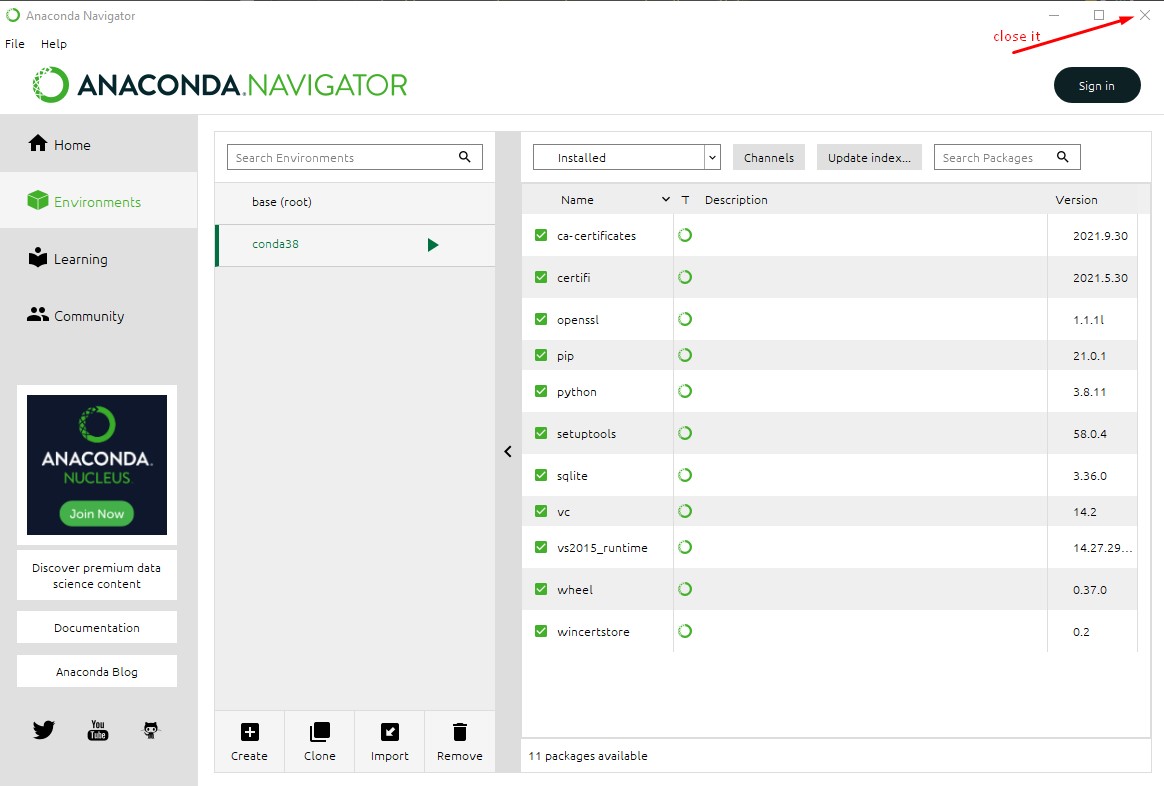 Anaconda Navigator
close it
File Help
ANACONDA.NAVIGATOR
Sign in
Home
Environments
Learning
Community
ANACONDA.
NUCLEUS
Join Now
Discover premium data
science content
Documentation
Anaconda Blog
You
Tube
Search Environments
base (root)
conda38
Create Clone Import Remove
Installed Channels Update index... Search Packages
Name T Description Version
ca-certificates 2021.9.30
certifi 2021.5.30
openssl 1.1.1l
pip 21.0.1
python 3.8.11
setuptools 58.0.4
sqlite 3.36.0
vc 14.2
vs2015_runtime 14.27.29...
wheel 0.37.0
wincertstore 0.2
11 packages available